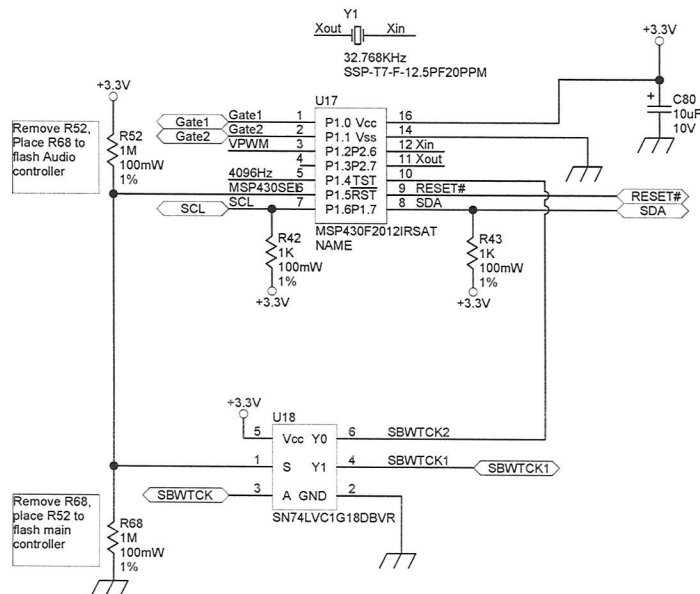 Y1
Xout Xin
32.768KHz
SSP-T7-F-12.5PF20PPM
+3.3V
C80
+
10uF
10V
+3.3V
Remove R52,
Place R68 to
flash Audio
controller
R52
1M
100mW
1%
U17
Gate1 Gate1 1 P1.0 Vcc 16
Gate2 Gate2 2 P1.1 Vss 14
VPWM 3 P1.2P2.6 12 Xin
4 P1.3P2.7 11 Xout
4096Hz 5 P1.4TST 10
MSP430SEL 6 P1.5RST 9 RESET# RESET#
SCL SCL 7 P1.6P1.7 8 SDA SDA
MSP430F2012IRSAT
NAME
R42
1K
100mW
1%
+3.3V
R43
1K
100mW
1%
+3.3V
+3.3V
U18
5 Vcc Y0 6 SBWTCK2
1 S Y1 4 SBWTCK1 SBWTCK1
SBWTCK 3 A GND 2
SN74LVC1G18DBVR
Remove R68,
place R52 to
flash main
controller
R68
1M
100mW
1%